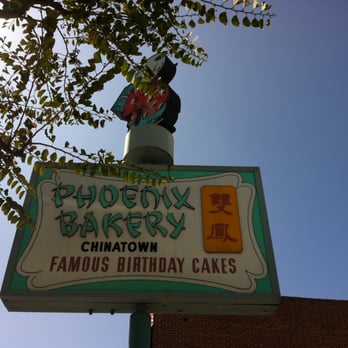 PHOENIX
BAKERY
CHINATOWN
FAMOUS BIRTHDAY CAKES
雙
鳳